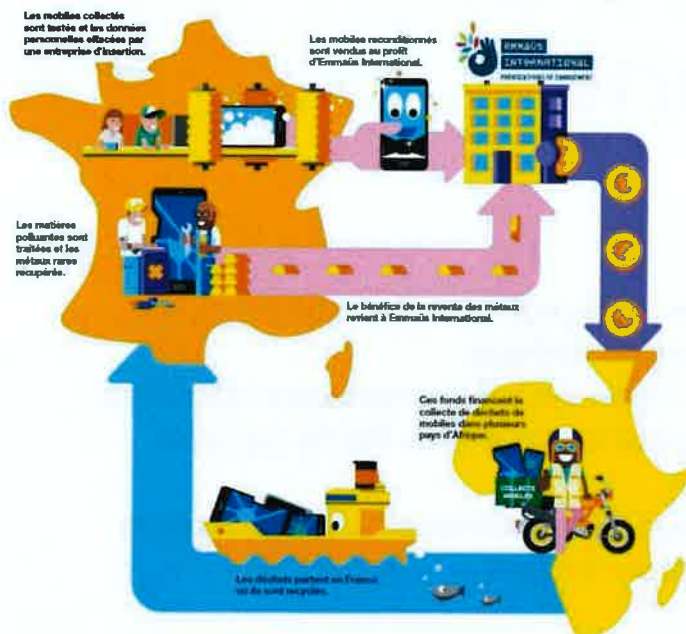 Les mobiles collectés
sont testés et les données
personnelles effacées par
une entreprise d'insertion.
Les mobiles reconditionnés
sont vendus au profit
d'Emmaüs International.
EMMAÜS
INTERNATIONAL
Les matières
polluantes sont
traitées et les
métaux rares
récupérés.
Le bénéfice de la revente des métaux
revient à Emmaüs International.
Ces fonds financent la
collecte de déchets de
mobiles dans plusieurs
pays d'Afrique.
COLLECTE
MOBILES
Les déchets partent en France
où ils sont recyclés.